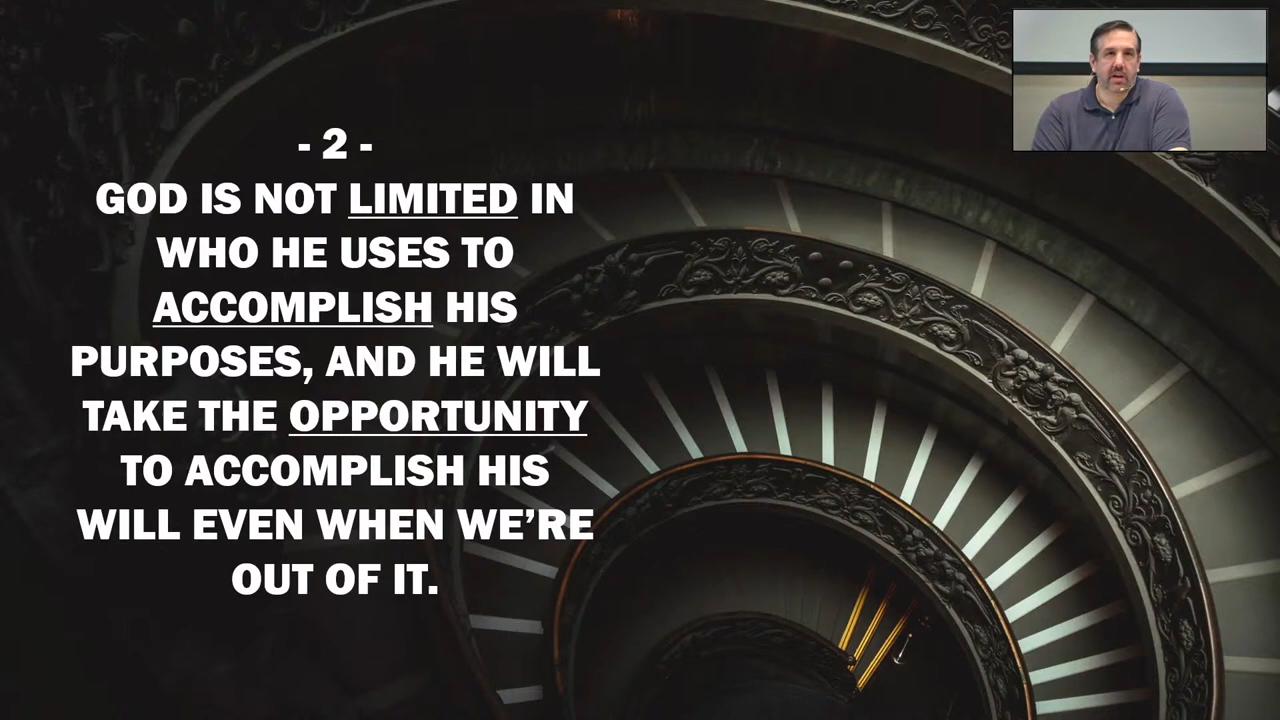 - 2 -
GOD IS NOT LIMITED IN
WHO HE USES TO
ACCOMPLISH HIS
PURPOSES, AND HE WILL
TAKE THE OPPORTUNITY
TO ACCOMPLISH HIS
WILL EVEN WHEN WE’RE
OUT OF IT.